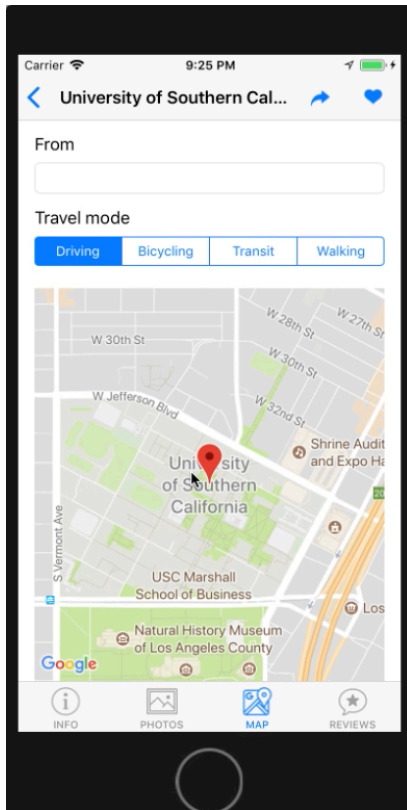 Carrier
9:25 PM
University of Southern Cal...
From
Travel mode
Driving
Bicycling
Transit
Walking
W 27th St
W 28th St
W 30th St
W 30th St
W 32nd St
W Jefferson Blvd
Shrine Audit
and Expo Ha
University
of Southern
California
S Vermont Ave
USC Marshall
School of Business
Los
Natural History Museum
of Los Angeles County
Google
INFO
PHOTOS
MAP
REVIEWS